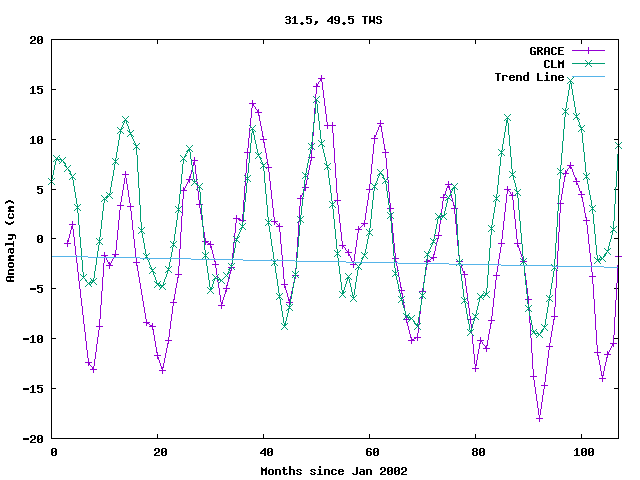 31.5, 49.5 TWS
GRACE
CLM
Trend Line
20
15
10
5
0
-5
-10
-15
-20
Anomaly (cm)
0 20 40 60 80 100
Months since Jan 2002